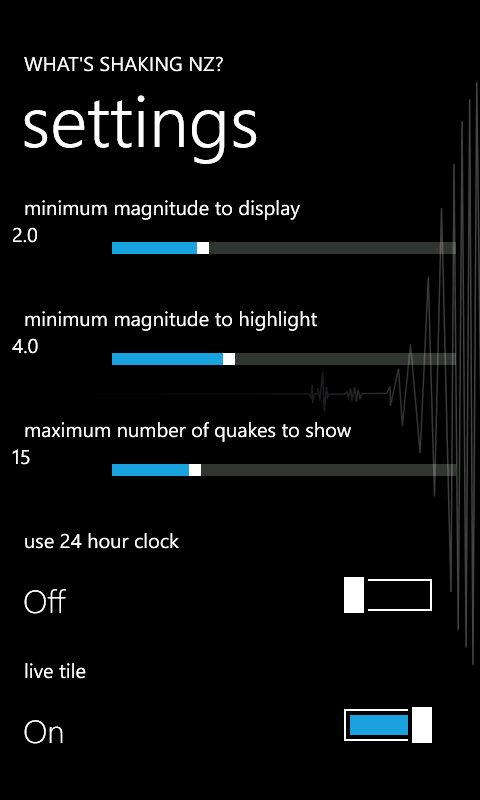 WHAT'S SHAKING NZ?
settings
minimum magnitude to display
2.0
minimum magnitude to highlight
4.0
maximum number of quakes to show
15
use 24 hour clock
Off
live tile
On